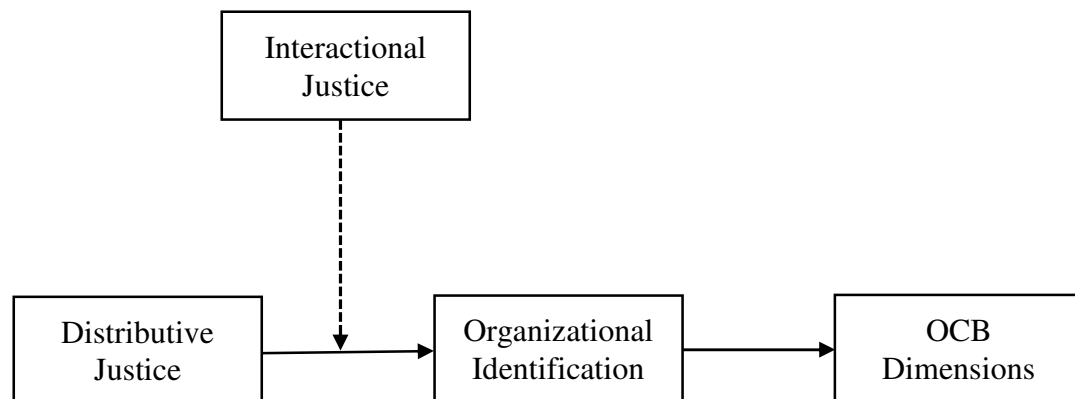 Interactional
Justice
Distributive
Justice
Organizational
Identification
OCB
Dimensions